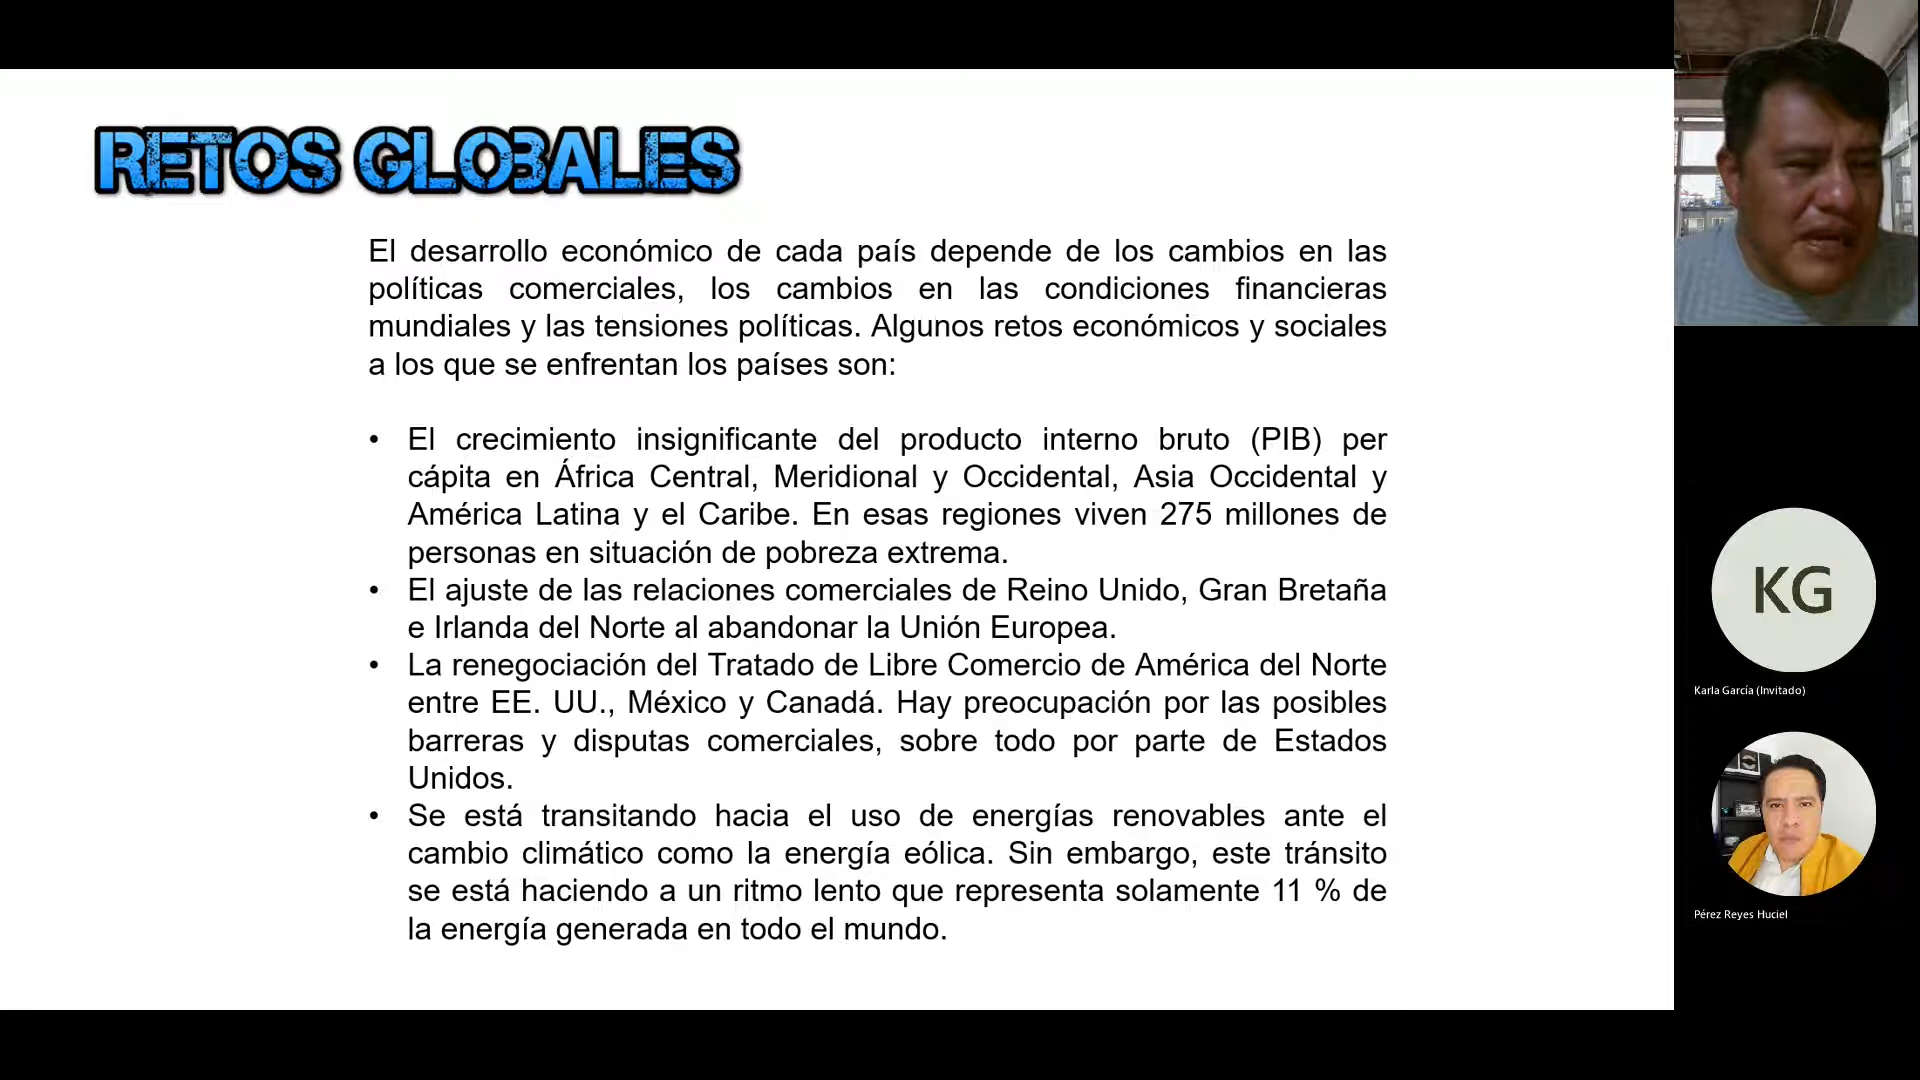 RETOS GLOBALES
El desarrollo económico de cada país depende de los cambios en las
políticas comerciales, los cambios en las condiciones financieras
mundiales y las tensiones políticas. Algunos retos económicos y sociales
a los que se enfrentan los países son:
• El crecimiento insignificante del producto interno bruto (PIB) per
cápita en África Central, Meridional y Occidental, Asia Occidental y
América Latina y el Caribe. En esas regiones viven 275 millones de
personas en situación de pobreza extrema.
• El ajuste de las relaciones comerciales de Reino Unido, Gran Bretaña
e Irlanda del Norte al abandonar la Unión Europea.
• La renegociación del Tratado de Libre Comercio de América del Norte
entre EE. UU., México y Canadá. Hay preocupación por las posibles
barreras y disputas comerciales, sobre todo por parte de Estados
Unidos.
• Se está transitando hacia el uso de energías renovables ante el
cambio climático como la energía eólica. Sin embargo, este tránsito
se está haciendo a un ritmo lento que representa solamente 11 % de
la energía generada en todo el mundo.
KG
Karla García (Invitado)
Pérez Reyes Huciel